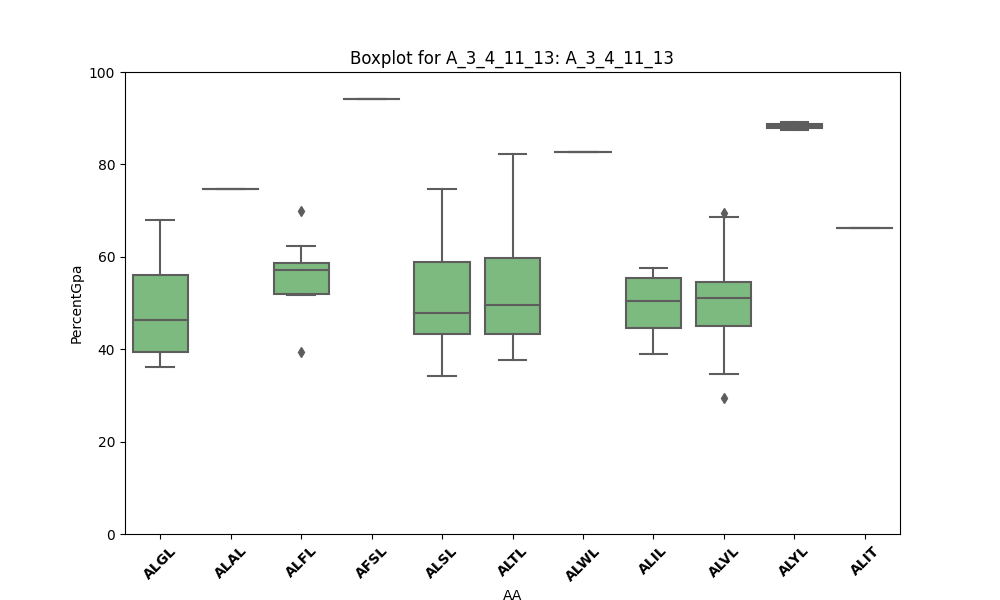 Boxplot for A_3_4_11_13: A_3_4_11_13
PercentGpa
100
80
60
40
20
0
ALGL ALAL ALFL AFSL ALSL ALTL ALWL ALIL ALVL ALYL ALIT
AA